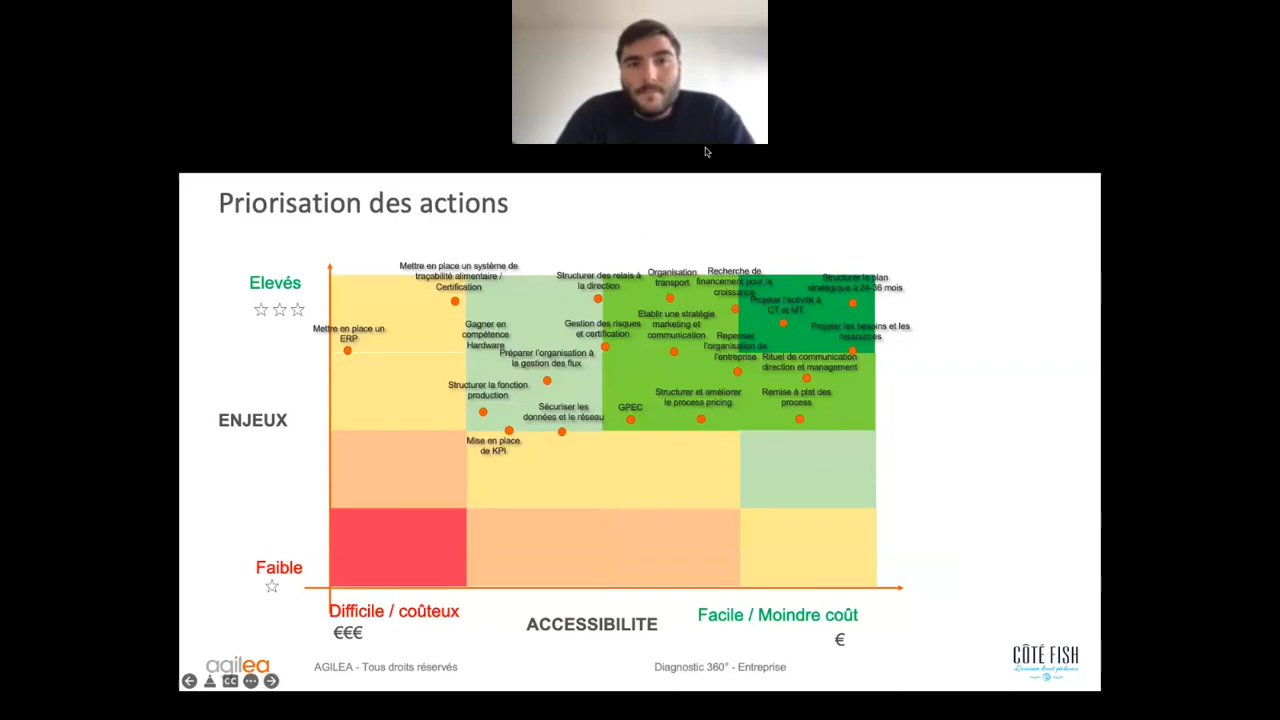 Priorisation des actions
Elevés
Mettre en place un système de
traçabilité alimentaire /
Certification
Structurer des relais à
la direction
Organisation
transport
Recherche de
financement pour la
croissance
Structurer le plan
stratégique à 24-36 mois
Projeter l'activité à
CT et MT
Mettre en place un
ERP
Gagner en
compétence
Hardware
Gestion des risques
et certification
Etablir une stratégie
marketing et
communication
Projeter les besoins et les
ressources
Repenser
l'organisation de
l'entreprise
Préparer l'organisation à
la gestion des flux
Rituel de communication
direction et management
Structurer la fonction
production
Sécuriser les
données et le réseau
GPEC
Structurer et améliorer
le process pricing
Remise à plat des
process
ENJEUX
Mise en place
de KPI
Faible
Difficile / coûteux
€€€
ACCESSIBILITE
Facile / Moindre coût
€
agilea
AGILEA - Tous droits réservés
Diagnostic 360° - Entreprise
CÔTÉ FISH
CC